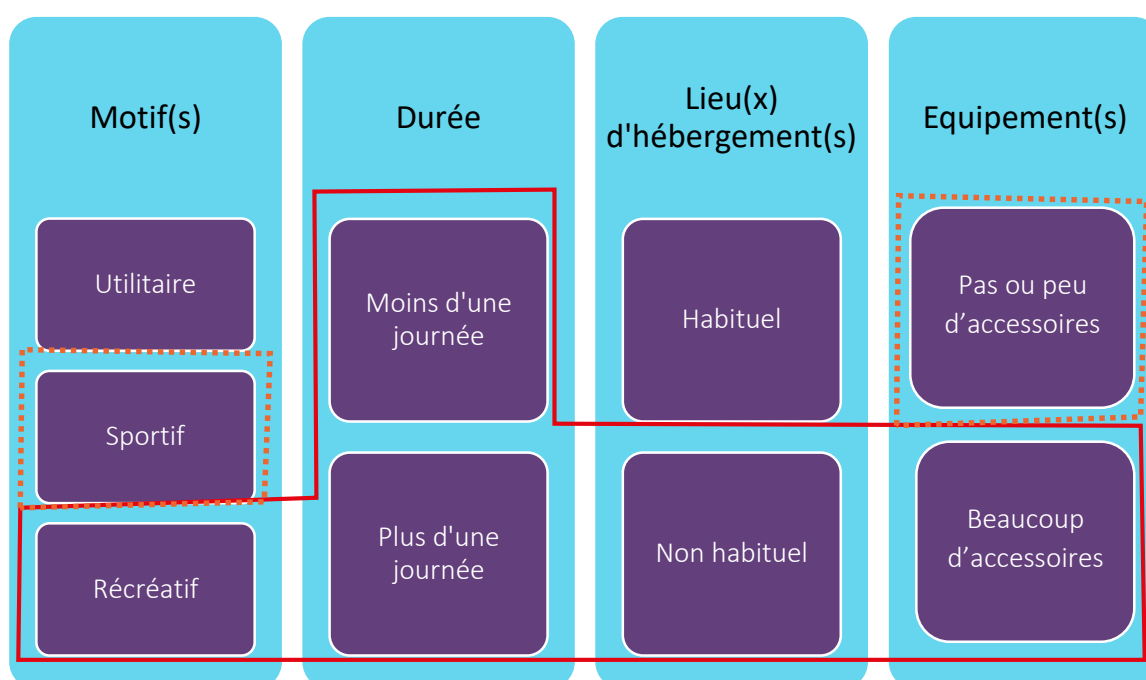 Motif(s)
Utilitaire
Sportif
Récréatif
Durée
Moins d'une
journée
Plus d'une
journée
Lieu(x)
d'hébergement(s)
Habituel
Non habituel
Equipement(s)
Pas ou peu
d’accessoires
Beaucoup
d’accessoires